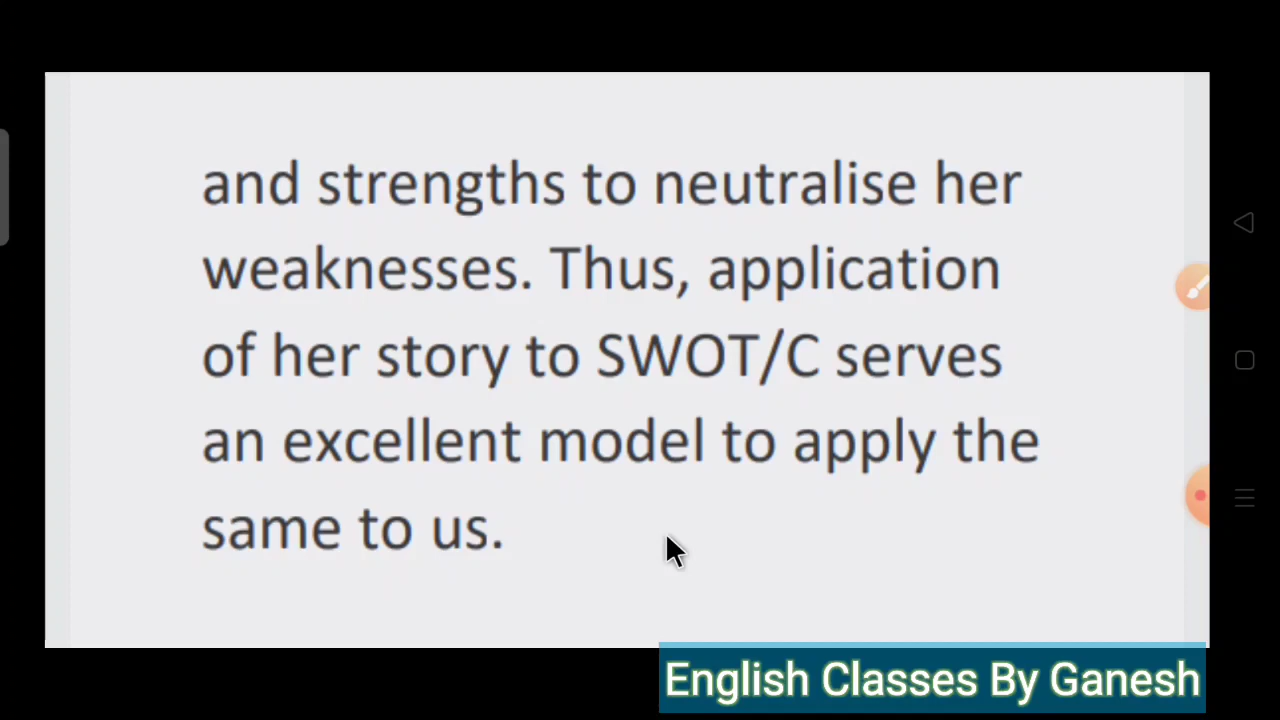 and strengths to neutralise her
weaknesses. Thus, application
of her story to SWOT/C serves
an excellent model to apply the
same to us.
English Classes By Ganesh